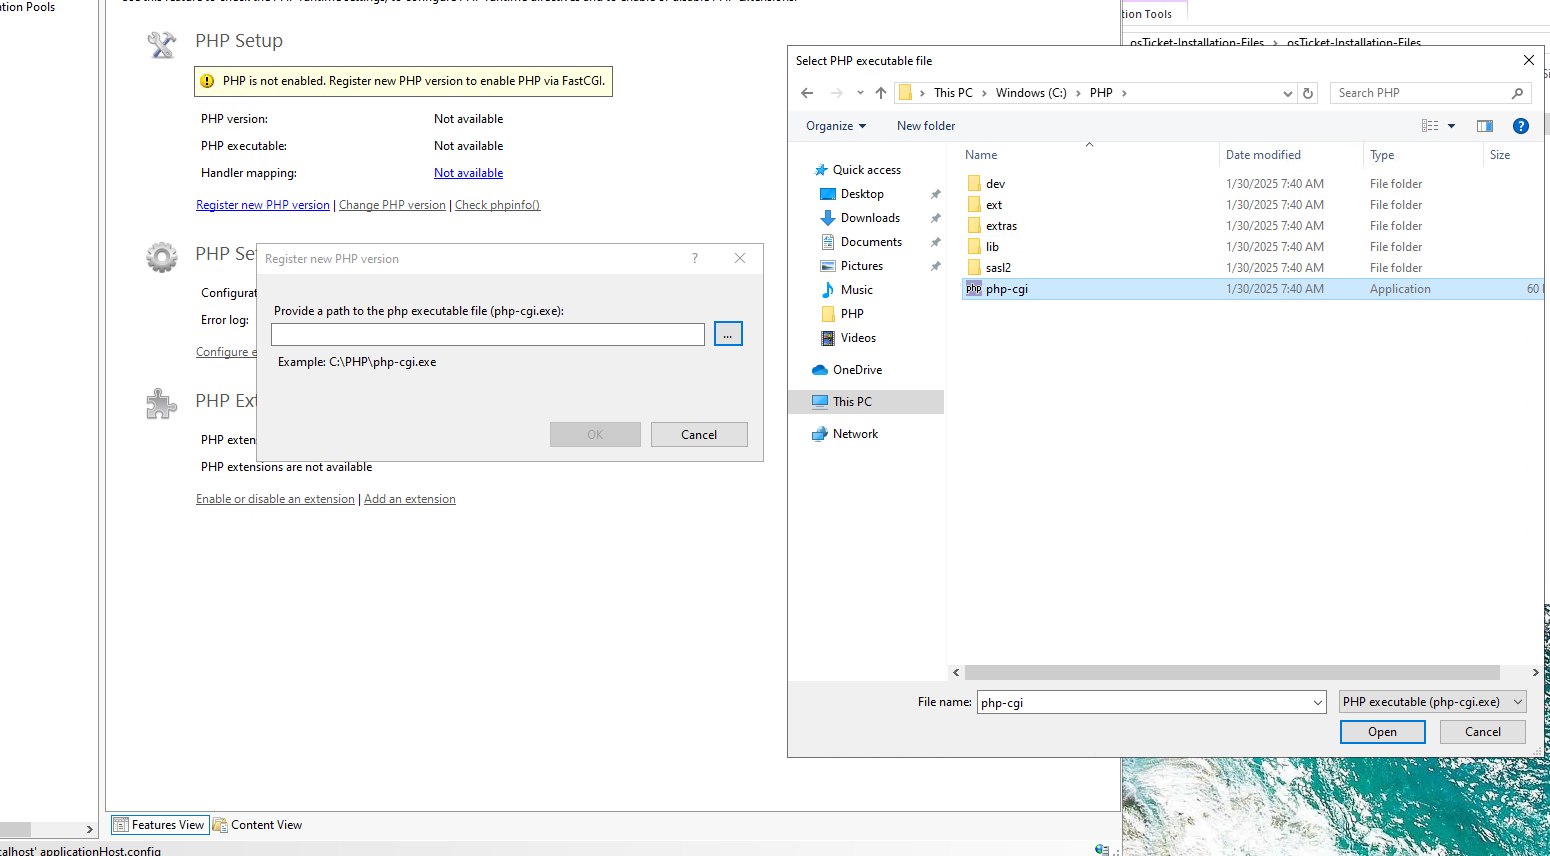 tion Pools
PHP Setup
PHP is not enabled. Register new PHP version to enable PHP via FastCGI.
PHP version: Not available
PHP executable: Not available
Handler mapping: Not available
Register new PHP version | Change PHP version | Check phpinfo()
PHP Set
Configurat
Error log:
Configure e
PHP Ext
PHP extens
PHP extensions are not available
Enable or disable an extension | Add an extension
Register new PHP version ?
Provide a path to the php executable file (php-cgi.exe):
...
Example: C:\PHP\php-cgi.exe
OK Cancel
Features View Content View
calhost' applicationHost.config
tion Tools
osTicket-Installation-Files › osTicket-Installation-Files
Select PHP executable file
This PC › Windows (C:) › PHP ›
Search PHP
Organize New folder ?
Name Date modified Type Size
Quick access
Desktop
Downloads
Documents
Pictures
Music
PHP
Videos
OneDrive
This PC
Network
dev 1/30/2025 7:40 AM File folder
ext 1/30/2025 7:40 AM File folder
extras 1/30/2025 7:40 AM File folder
lib 1/30/2025 7:40 AM File folder
sasl2 1/30/2025 7:40 AM File folder
php php-cgi 1/30/2025 7:40 AM Application 60
File name: php-cgi PHP executable (php-cgi.exe)
Open Cancel